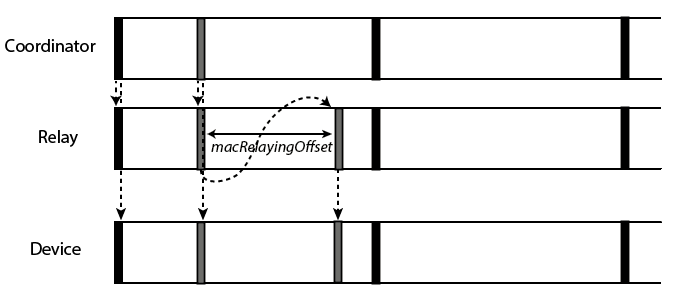 Coordinator
Relay
macRelayingOffset
Device